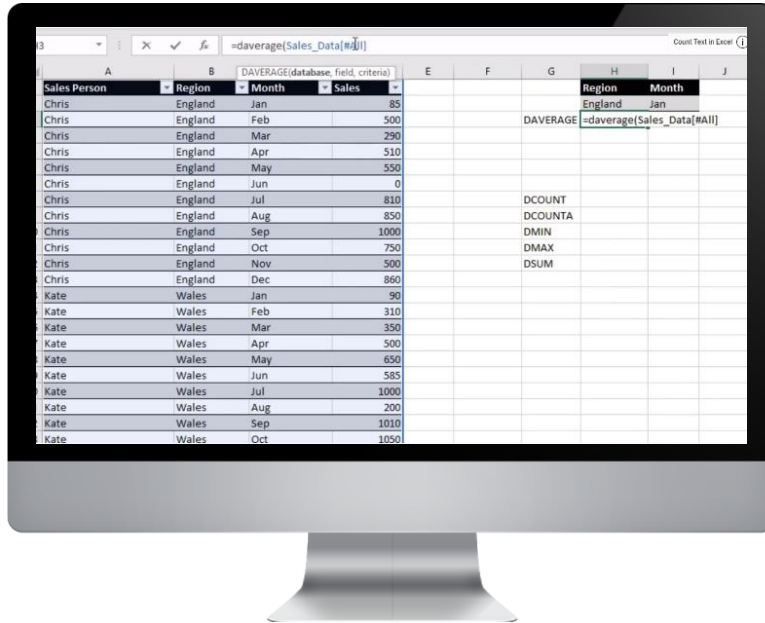 H3 =daverage(Sales_Data[#All] Count Text in Excel i
DAVERAGE(database, field, criteria)
A B E F G H I J
Sales Person Region Month Sales Region Month
Chris England Jan 85 England Jan
Chris England Feb 500 DAVERAGE =daverage(Sales_Data[#All]
Chris England Mar 290
Chris England Apr 510
Chris England May 550
Chris England Jun 0
Chris England Jul 810 DCOUNT
Chris England Aug 850 DCOUNTA
Chris England Sep 1000 DMIN
Chris England Oct 750 DMAX
Chris England Nov 500 DSUM
Chris England Dec 860
Kate Wales Jan 90
Kate Wales Feb 310
Kate Wales Mar 350
Kate Wales Apr 500
Kate Wales May 650
Kate Wales Jun 585
Kate Wales Jul 1000
Kate Wales Aug 200
Kate Wales Sep 1010
Kate Wales Oct 1050